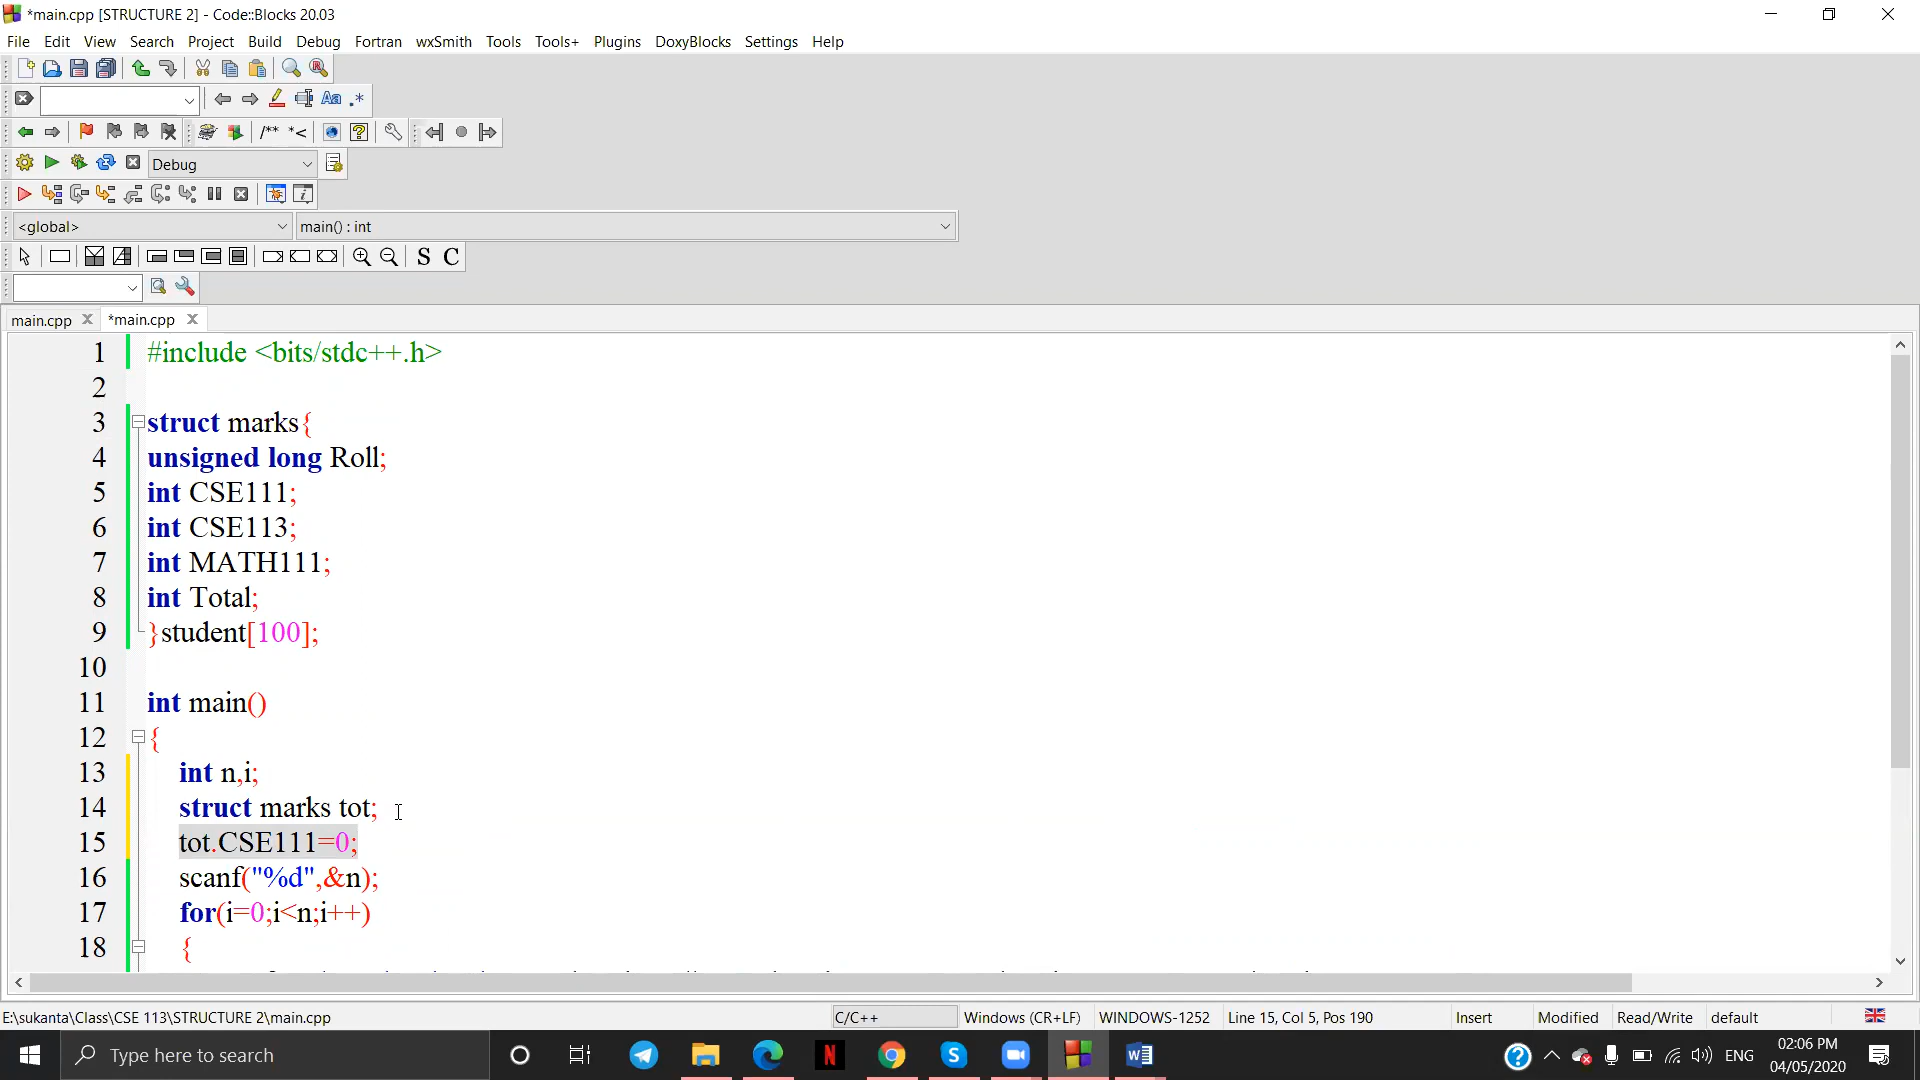 *main.cpp [STRUCTURE 2] - Code::Blocks 20.03
File Edit View Search Project Build Debug Fortran wxSmith Tools Tools+ Plugins DoxyBlocks Settings Help
Aa .*
/** *<
Debug
<global> main() : int
S C
main.cpp *main.cpp
1 #include <bits/stdc++.h>
2
3 struct marks{
4 unsigned long Roll;
5 int CSE111;
6 int CSE113;
7 int MATH111;
8 int Total;
9 }student[100];
10
11 int main()
12 {
13 int n,i;
14 struct marks tot;
15 tot.CSE111=0;
16 scanf("%d",&n);
17 for(i=0;i<n;i++)
18 {
E:\sukanta\Class\CSE 113\STRUCTURE 2\main.cpp C/C++ Windows (CR+LF) WINDOWS-1252 Line 15, Col 5, Pos 190 Insert Modified Read/Write default
Type here to search
ENG
02:06 PM
04/05/2020